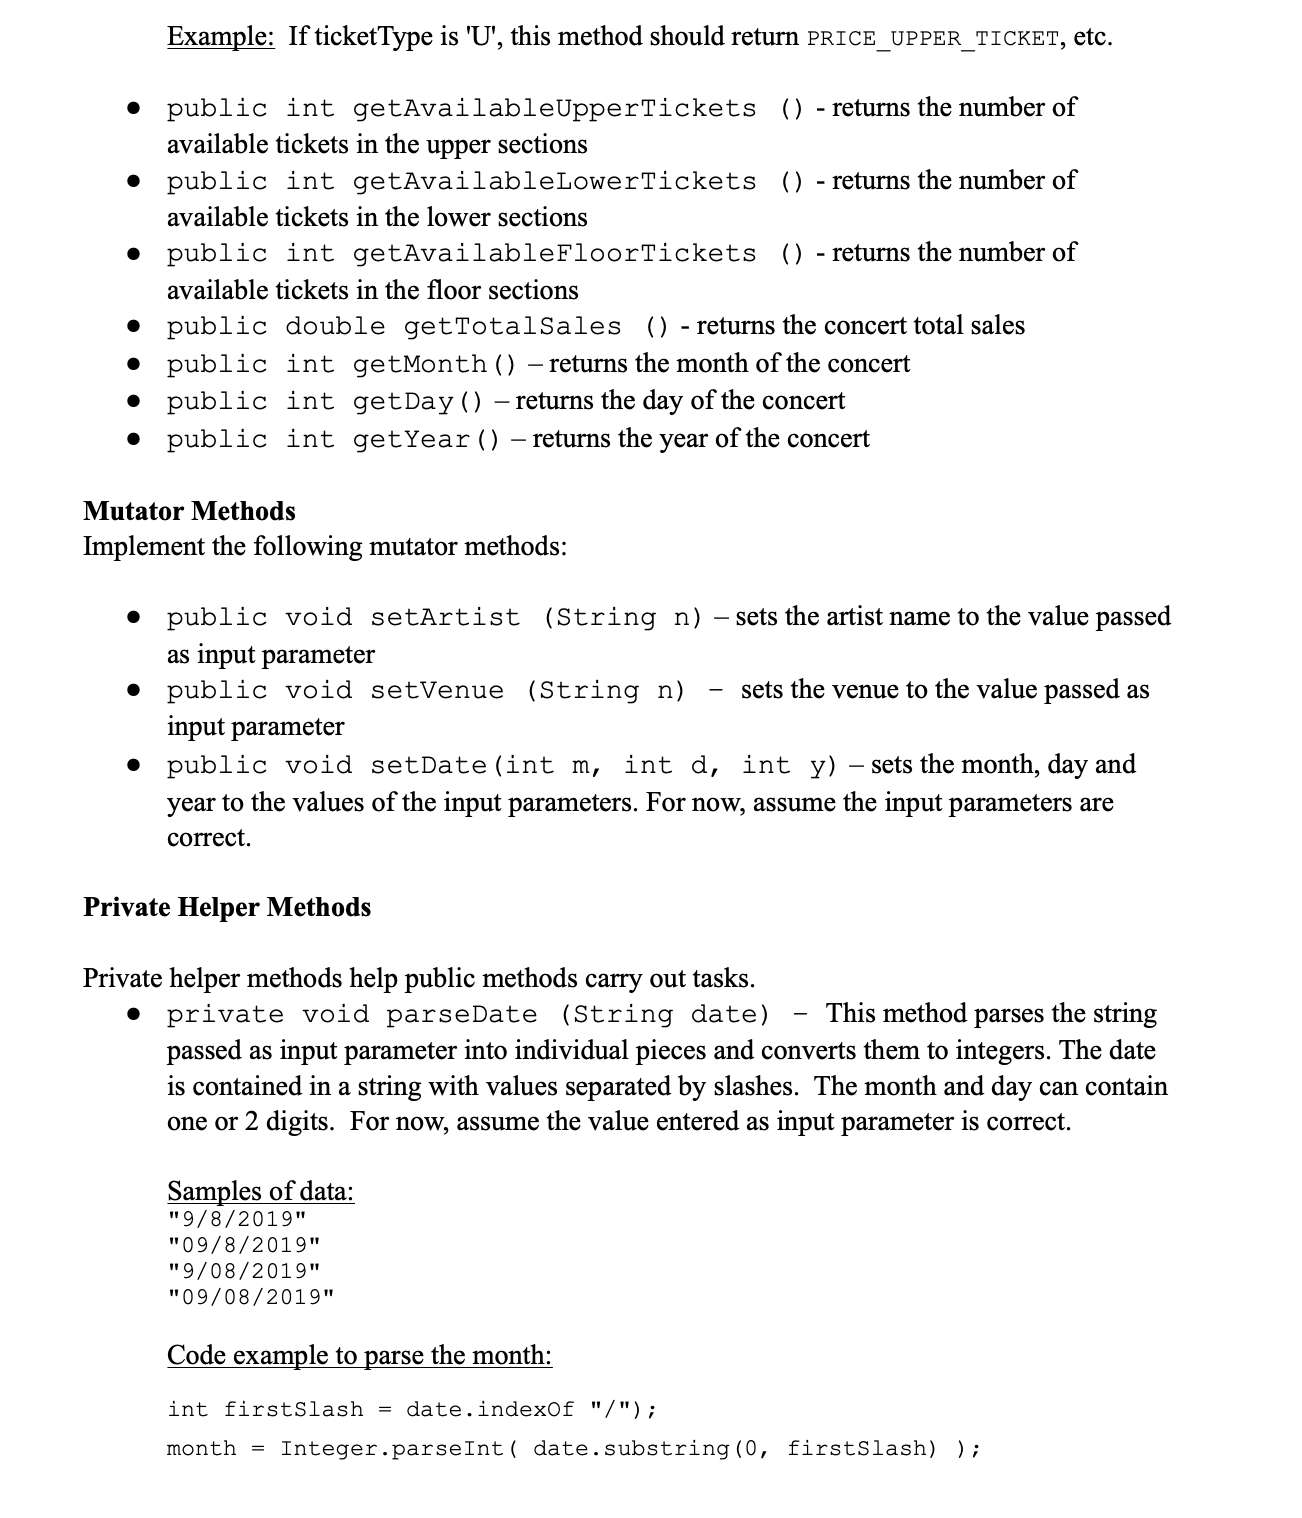 Example: If ticketType is 'U', this method should return PRICE_UPPER_TICKET, etc.
● public int getAvailableUpperTickets () - returns the number of
available tickets in the upper sections
● public int getAvailableLowerTickets () - returns the number of
available tickets in the lower sections
● public int getAvailableFloorTickets () - returns the number of
available tickets in the floor sections
● public double getTotalSales () - returns the concert total sales
● public int getMonth() – returns the month of the concert
● public int getDay() – returns the day of the concert
● public int getYear() – returns the year of the concert
Mutator Methods
Implement the following mutator methods:
● public void setArtist (String n) – sets the artist name to the value passed
as input parameter
● public void setVenue (String n) – sets the venue to the value passed as
input parameter
● public void setDate(int m, int d, int y) – sets the month, day and
year to the values of the input parameters. For now, assume the input parameters are
correct.
Private Helper Methods
Private helper methods help public methods carry out tasks.
● private void parseDate (String date) – This method parses the string
passed as input parameter into individual pieces and converts them to integers. The date
is contained in a string with values separated by slashes. The month and day can contain
one or 2 digits. For now, assume the value entered as input parameter is correct.
Samples of data:
"9/8/2019"
"09/8/2019"
"9/08/2019"
"09/08/2019"
Code example to parse the month:
int firstSlash = date.indexOf "/");
month = Integer.parseInt( date.substring(0, firstSlash) );